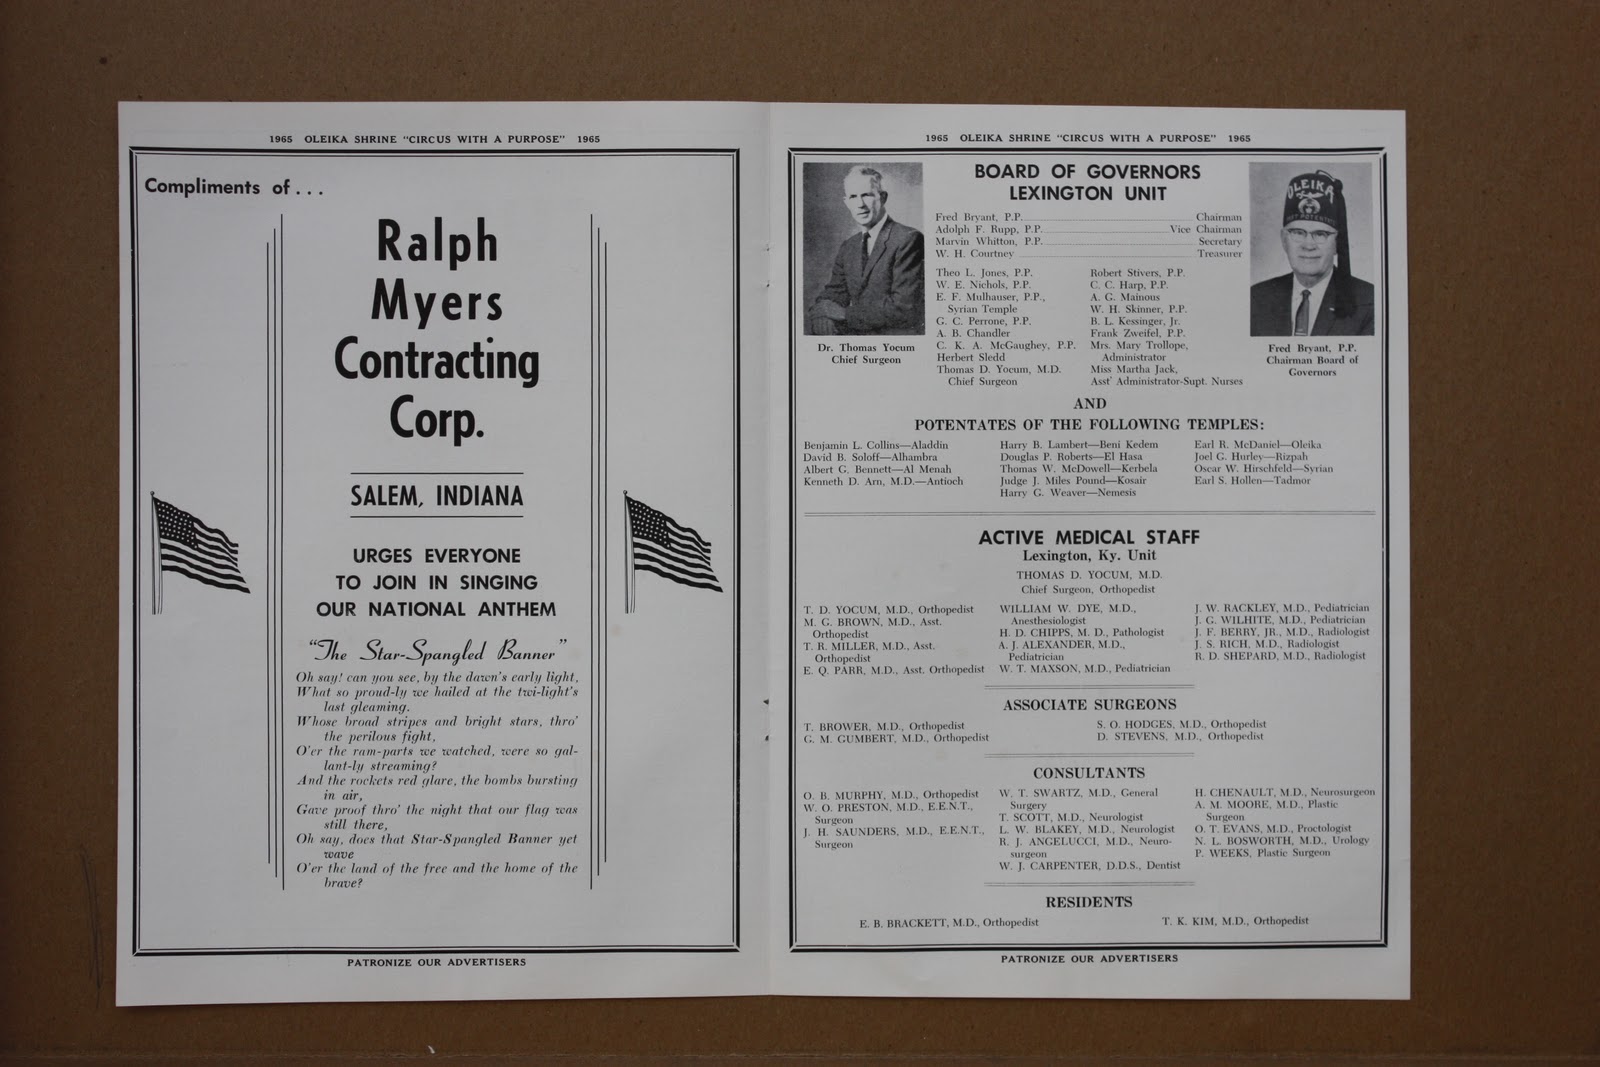 1965 OLEIKA SHRINE "CIRCUS WITH A PURPOSE" 1965
Compliments of . . .
Ralph
Myers
Contracting
Corp.
SALEM, INDIANA
URGES EVERYONE
TO JOIN IN SINGING
OUR NATIONAL ANTHEM
"The Star-Spangled Banner"
Oh say! can you see, by the dawn's early light,
What so proud-ly we hailed at the twi-light's
last gleaming.
Whose broad stripes and bright stars, thro'
the perilous fight,
O'er the ram-parts we watched, were so gal-
lant-ly streaming?
And the rockets red glare, the bombs bursting
in air,
Gave proof thro' the night that our flag was
still there,
Oh say, does that Star-Spangled Banner yet
wave
O'er the land of the free and the home of the
brave?
PATRONIZE OUR ADVERTISERS
1965 OLEIKA SHRINE "CIRCUS WITH A PURPOSE" 1965
BOARD OF GOVERNORS
LEXINGTON UNIT
Fred Bryant, P.P. Chairman
Adolph F. Rupp, P.P. Vice Chairman
Marvin Whitton, P.P. Secretary
W. H. Courtney Treasurer
Theo L. Jones, P.P.
W. E. Nichols, P.P.
E. F. Mulhauser, P.P.,
Syrian Temple
G. C. Perrone, P.P.
A. B. Chandler
C. K. A. McGaughey, P.P.
Herbert Sledd
Thomas D. Yocum, M.D.
Chief Surgeon
Robert Stivers, P.P.
C. C. Harp, P.P.
A. G. Mainous
W. H. Skinner, P.P.
B. L. Kessinger, Jr.
Frank Zweifel, P.P.
Mrs. Mary Trollope,
Administrator
Miss Martha Jack,
Asst' Administrator-Supt. Nurses
Dr. Thomas Yocum
Chief Surgeon
OLEIKA
Fred Bryant, P.P.
Chairman Board of
Governors
AND
POTENTATES OF THE FOLLOWING TEMPLES:
Benjamin L. Collins—Aladdin
David B. Soloff—Alhambra
Albert G. Bennett—Al Menah
Kenneth D. Arn, M.D.—Antioch
Harry B. Lambert—Beni Kedem
Douglas P. Roberts—El Hasa
Thomas W. McDowell—Kerbela
Judge J. Miles Pound—Kosair
Harry G. Weaver—Nemesis
Earl R. McDaniel—Oleika
Joel G. Hurley—Rizpah
Oscar W. Hirschfeld—Syrian
Earl S. Hollen—Tadmor
ACTIVE MEDICAL STAFF
Lexington, Ky. Unit
THOMAS D. YOCUM, M.D.
Chief Surgeon, Orthopedist
T. D. YOCUM, M.D., Orthopedist
M. G. BROWN, M.D., Asst.
Orthopedist
T. R. MILLER, M.D., Asst.
Orthopedist
E. Q. PARR, M.D., Asst. Orthopedist
WILLIAM W. DYE, M.D.,
Anesthesiologist
H. D. CHIPPS, M. D., Pathologist
A. J. ALEXANDER, M.D.,
Pediatrician
W. T. MAXSON, M.D., Pediatrician
J. W. RACKLEY, M.D., Pediatrician
J. G. WILHITE, M.D., Pediatrician
J. F. BERRY, JR., M.D., Radiologist
J. S. RICH, M.D., Radiologist
R. D. SHEPARD, M.D., Radiologist
ASSOCIATE SURGEONS
T. BROWER, M.D., Orthopedist
G. M. GUMBERT, M.D., Orthopedist
S. O. HODGES, M.D., Orthopedist
D. STEVENS, M.D., Orthopedist
CONSULTANTS
O. B. MURPHY, M.D., Orthopedist
W. O. PRESTON, M.D., E.E.N.T.,
Surgeon
J. H. SAUNDERS, M.D., E.E.N.T.,
Surgeon
W. T. SWARTZ, M.D., General
Surgery
T. SCOTT, M.D., Neurologist
L. W. BLAKEY, M.D., Neurologist
R. J. ANGELUCCI, M.D., Neuro-
surgeon
W. J. CARPENTER, D.D.S., Dentist
H. CHENAULT, M.D., Neurosurgeon
A. M. MOORE, M.D., Plastic
Surgeon
O. T. EVANS, M.D., Proctologist
N. L. BOSWORTH, M.D., Urology
P. WEEKS, Plastic Surgeon
RESIDENTS
E. B. BRACKETT, M.D., Orthopedist
T. K. KIM, M.D., Orthopedist
PATRONIZE OUR ADVERTISERS